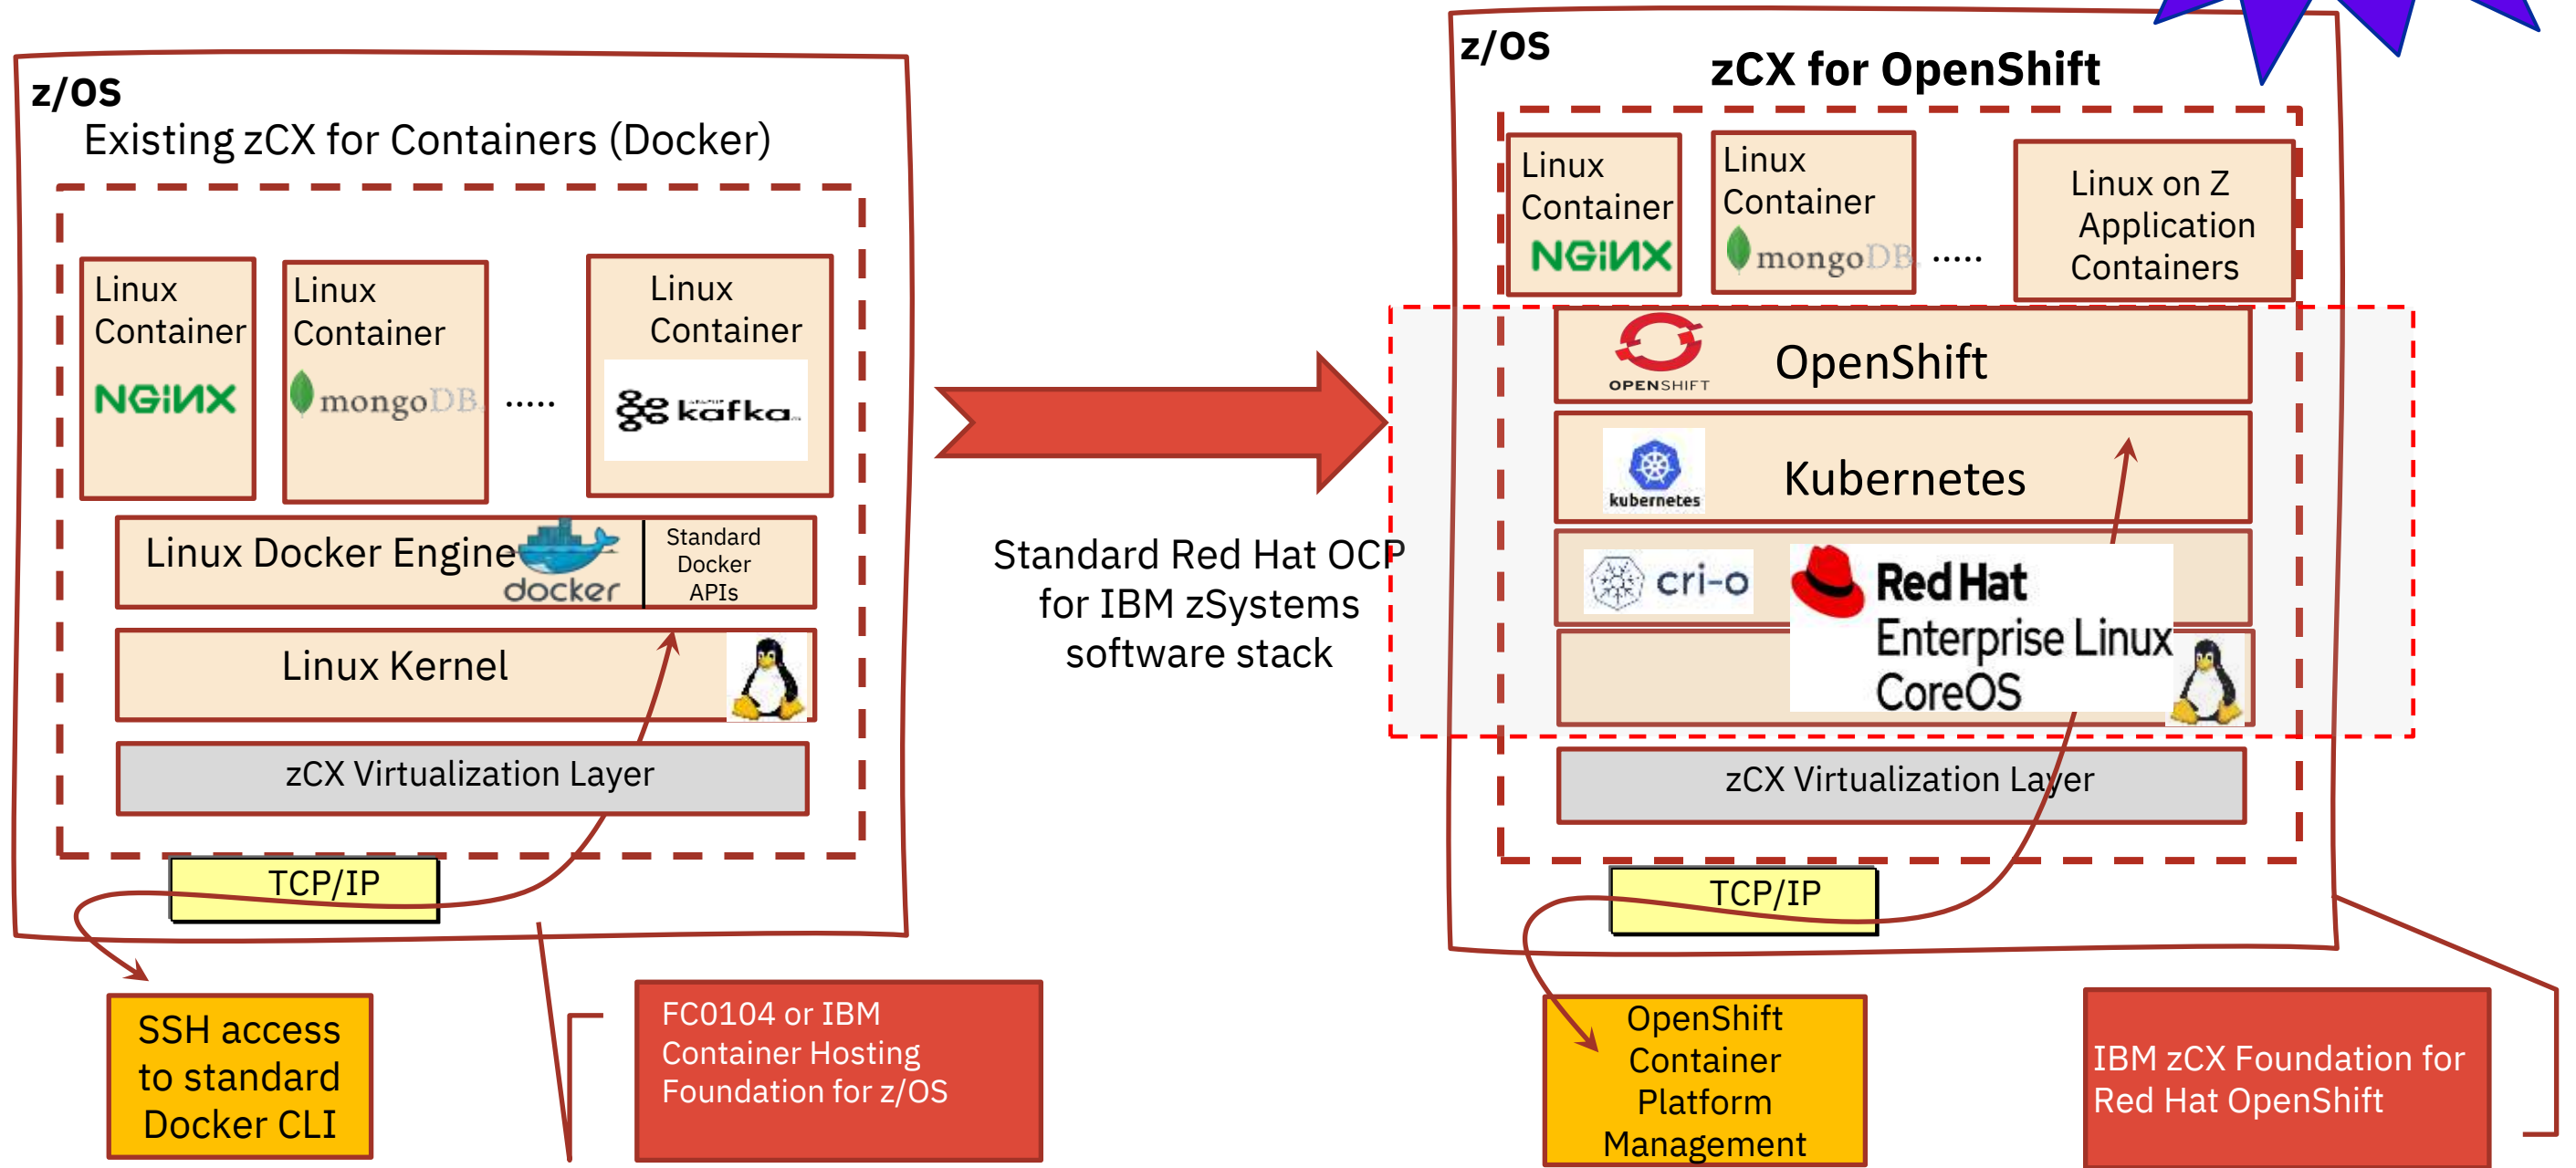 z/OS
Existing zCX for Containers (Docker)
Linux
Container
NGINX
Linux
Container
mongoDB
.....
Linux
Container
kafka
Linux Docker Engine
docker
Standard
Docker
APIs
Linux Kernel
zCX Virtualization Layer
TCP/IP
SSH access
to standard
Docker CLI
FC0104 or IBM
Container Hosting
Foundation for z/OS
Standard Red Hat OCP
for IBM zSystems
software stack
z/OS
zCX for OpenShift
Linux
Container
NGINX
Linux
Container
mongoDB
.....
Linux on Z
Application
Containers
OPENSHIFT
OpenShift
kubernetes
Kubernetes
cri-o
Red Hat
Enterprise Linux
CoreOS
zCX Virtualization Layer
TCP/IP
OpenShift
Container
Platform
Management
IBM zCX Foundation for
Red Hat OpenShift